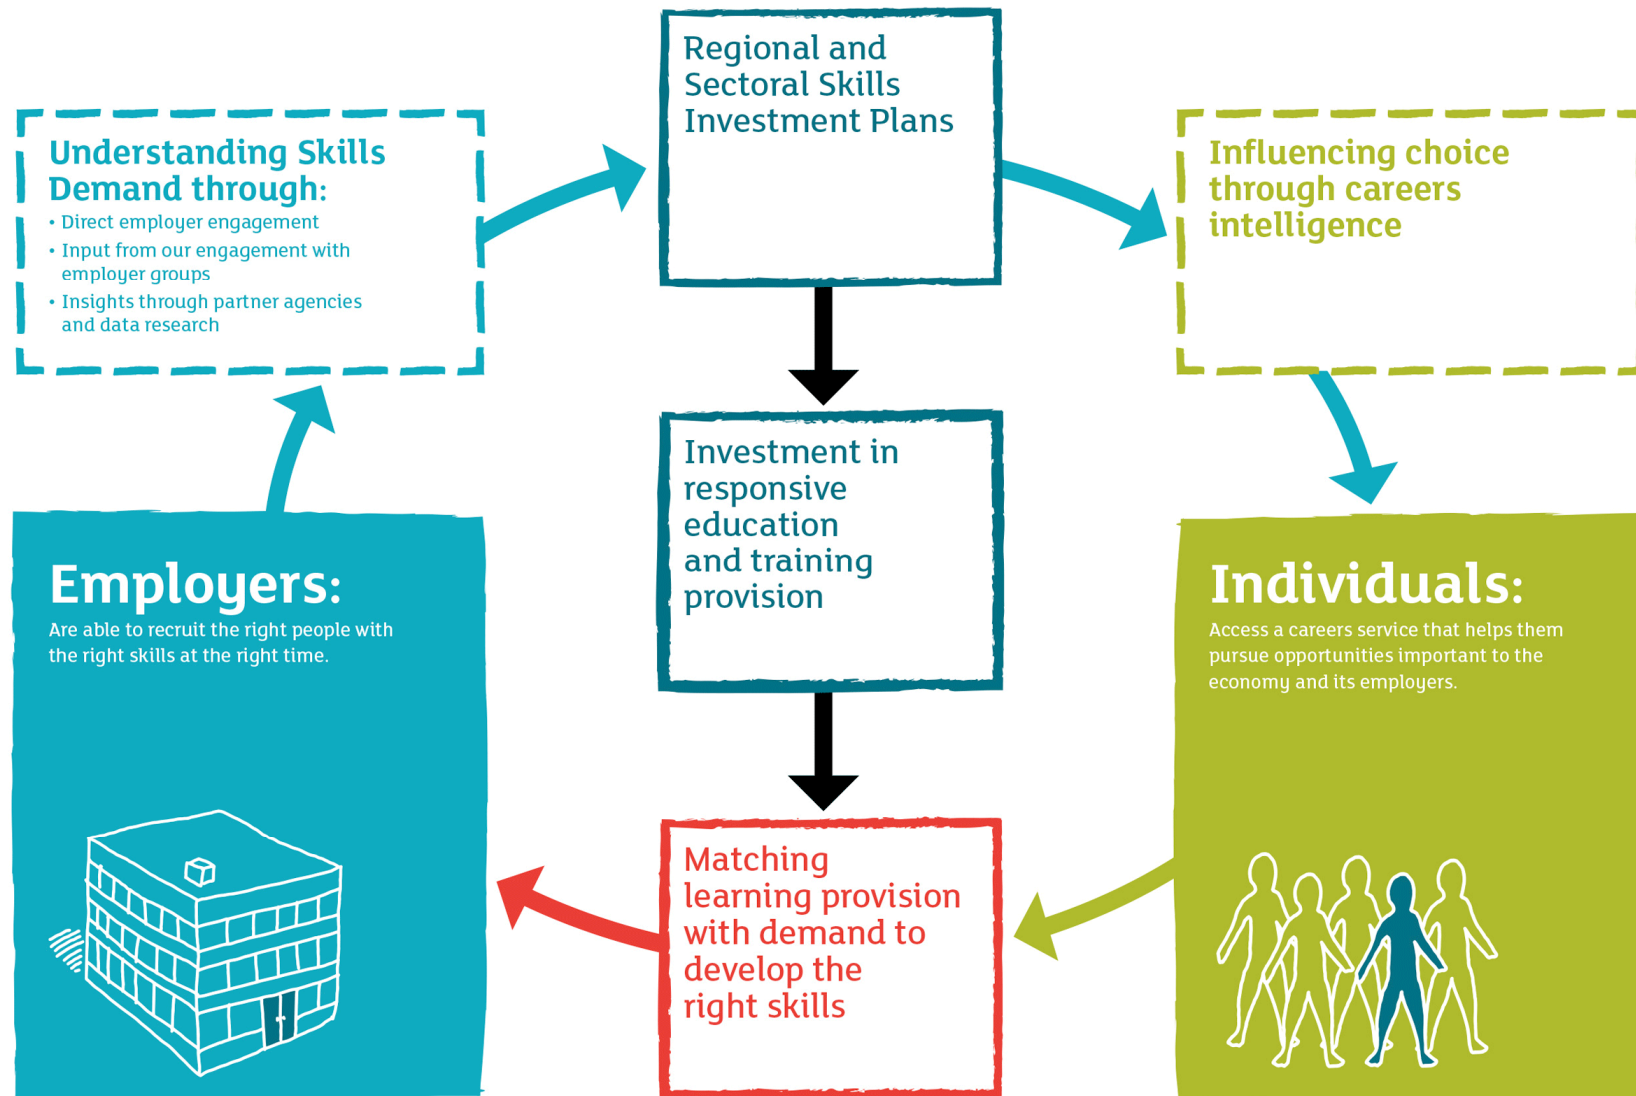 Regional and
Sectoral Skills
Investment Plans
Understanding Skills
Demand through:
• Direct employer engagement
• Input from our engagement with
employer groups
• Insights through partner agencies
and data research
Influencing choice
through careers
intelligence
Investment in
responsive
education
and training
provision
Employers:
Are able to recruit the right people with
the right skills at the right time.
Individuals:
Access a careers service that helps them
pursue opportunities important to the
economy and its employers.
Matching
learning provision
with demand to
develop the
right skills